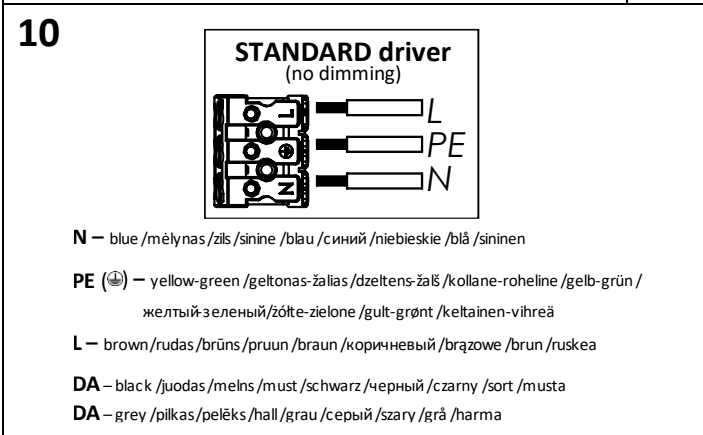 10
STANDARD driver
(no dimming)
L L
PE
N N
N – blue/mėlynas/zils/sinine/blau/синий/niebieskie/blå/sininen
PE (⏚) – yellow-green/geltonas-žalias/dzeltens-žalš/kollane-roheline/gelb-grün/
желтый-зеленый/żółte-zielone/gult-grønt/keltainen-vihreä
L – brown/rudas/brūns/pruun/braun/коричневый/brązowe/brun/ruskea
DA – black/juodas/melns/must/schwarz/черный/czarny/sort/musta
DA – grey/pilkas/pelēks/hall/grau/серый/szary/grå/harma